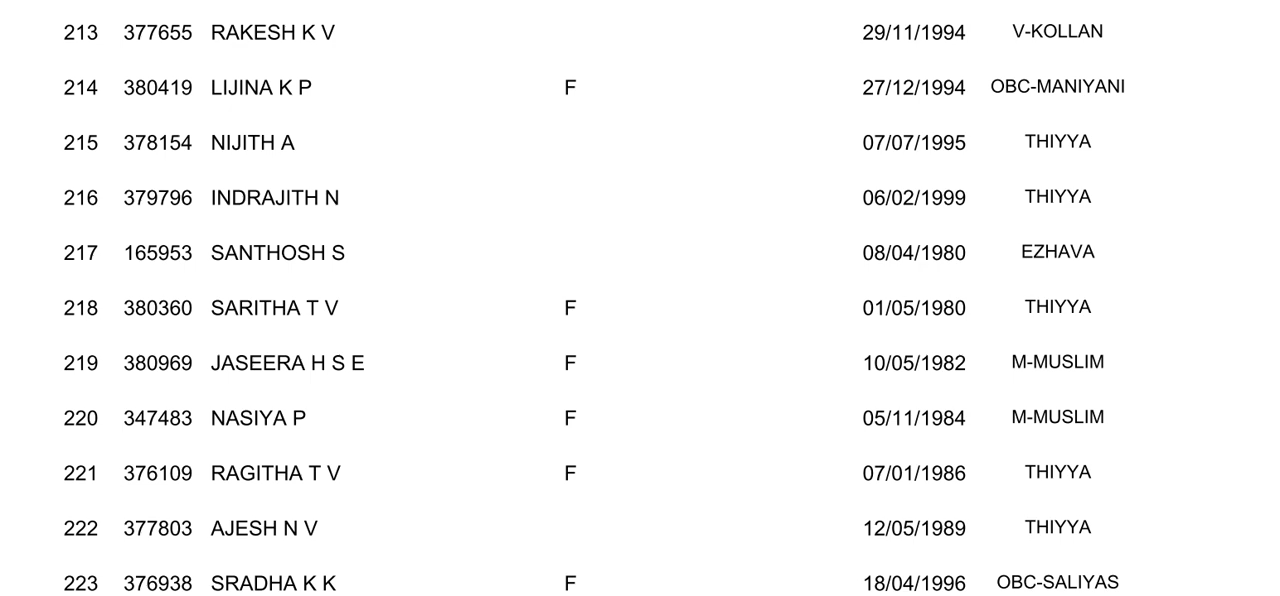 213 377655 RAKESH K V 29/11/1994 V-KOLLAN
214 380419 LIJINA K P F 27/12/1994 OBC-MANIYANI
215 378154 NIJITH A 07/07/1995 THIYYA
216 379796 INDRAJITH N 06/02/1999 THIYYA
217 165953 SANTHOSH S 08/04/1980 EZHAVA
218 380360 SARITHA T V F 01/05/1980 THIYYA
219 380969 JASEERA H S E F 10/05/1982 M-MUSLIM
220 347483 NASIYA P F 05/11/1984 M-MUSLIM
221 376109 RAGITHA T V F 07/01/1986 THIYYA
222 377803 AJESH N V 12/05/1989 THIYYA
223 376938 SRADHA K K F 18/04/1996 OBC-SALIYAS